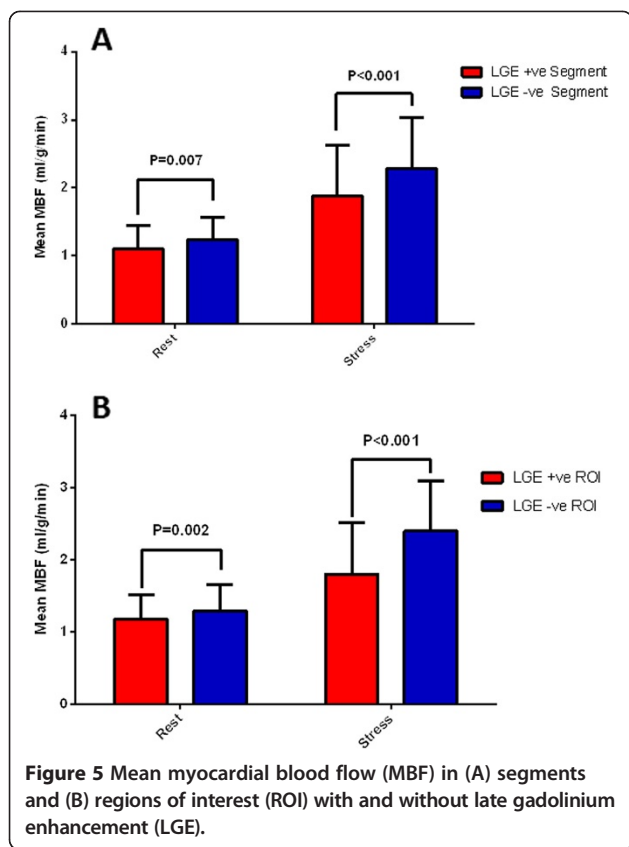 A
LGE +ve Segment
LGE -ve Segment
P<0.001
P=0.007
Mean MBF (ml/g/min)
4
3
2
1
0
Rest
Stress
B
LGE +ve ROI
LGE -ve ROI
P<0.001
P=0.002
Mean MBF (ml/g/min)
4
3
2
1
0
Rest
Stress
Figure 5 Mean myocardial blood flow (MBF) in (A) segments
and (B) regions of interest (ROI) with and without late gadolinium
enhancement (LGE).